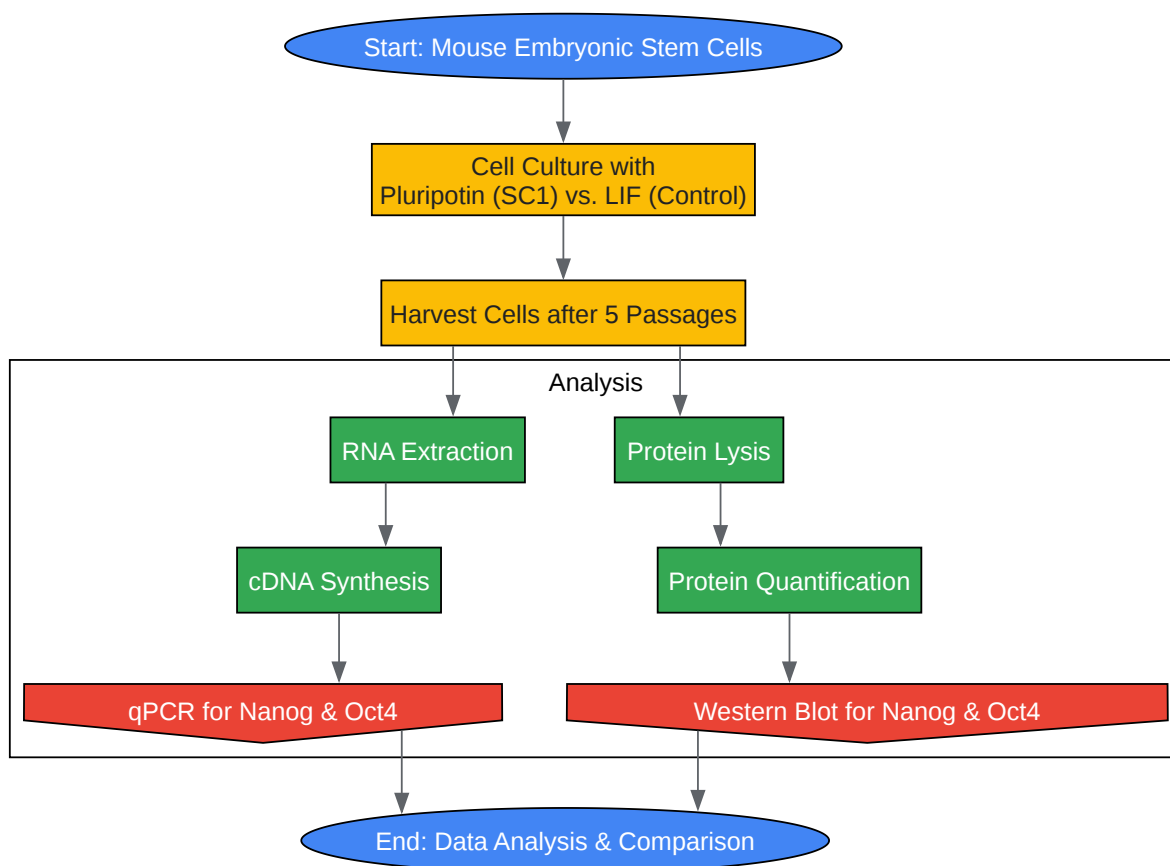 Start: Mouse Embryonic Stem Cells
Cell Culture with
Pluripotin (SC1) vs. LIF (Control)
Harvest Cells after 5 Passages
Analysis
RNA Extraction
Protein Lysis
cDNA Synthesis
Protein Quantification
qPCR for Nanog & Oct4
Western Blot for Nanog & Oct4
End: Data Analysis & Comparison